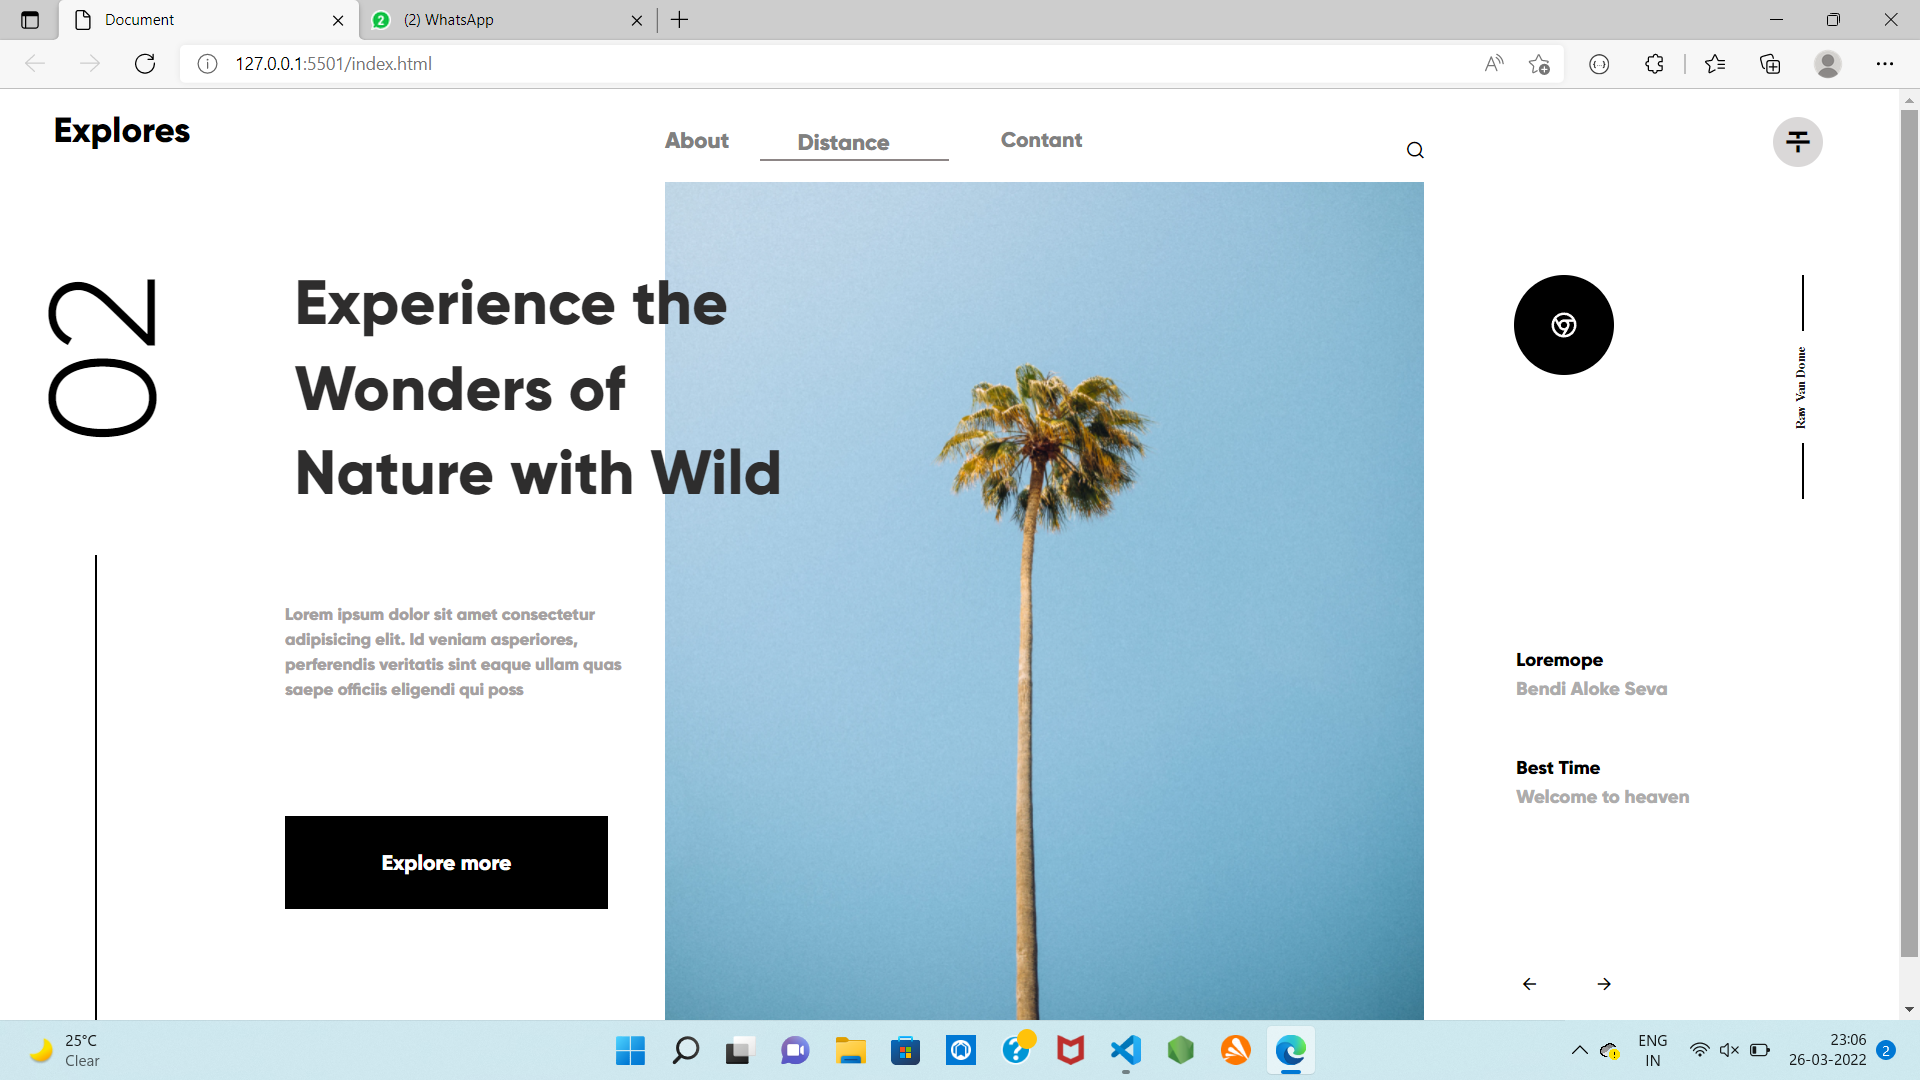 Document
(2) WhatsApp
127.0.0.1:5501/index.html
Explores
About
Distance
Contant
02
Experience the
Wonders of
Nature with Wild
Raw Van Dome
Lorem ipsum dolor sit amet consectetur
adipisicing elit. Id veniam asperiores,
perferendis veritatis sint eaque ullam quas
saepe officiis eligendi qui poss
Loremope
Bendi Aloke Seva
Best Time
Welcome to heaven
Explore more
25°C
Clear
ENG
IN
23:06
26-03-2022
2